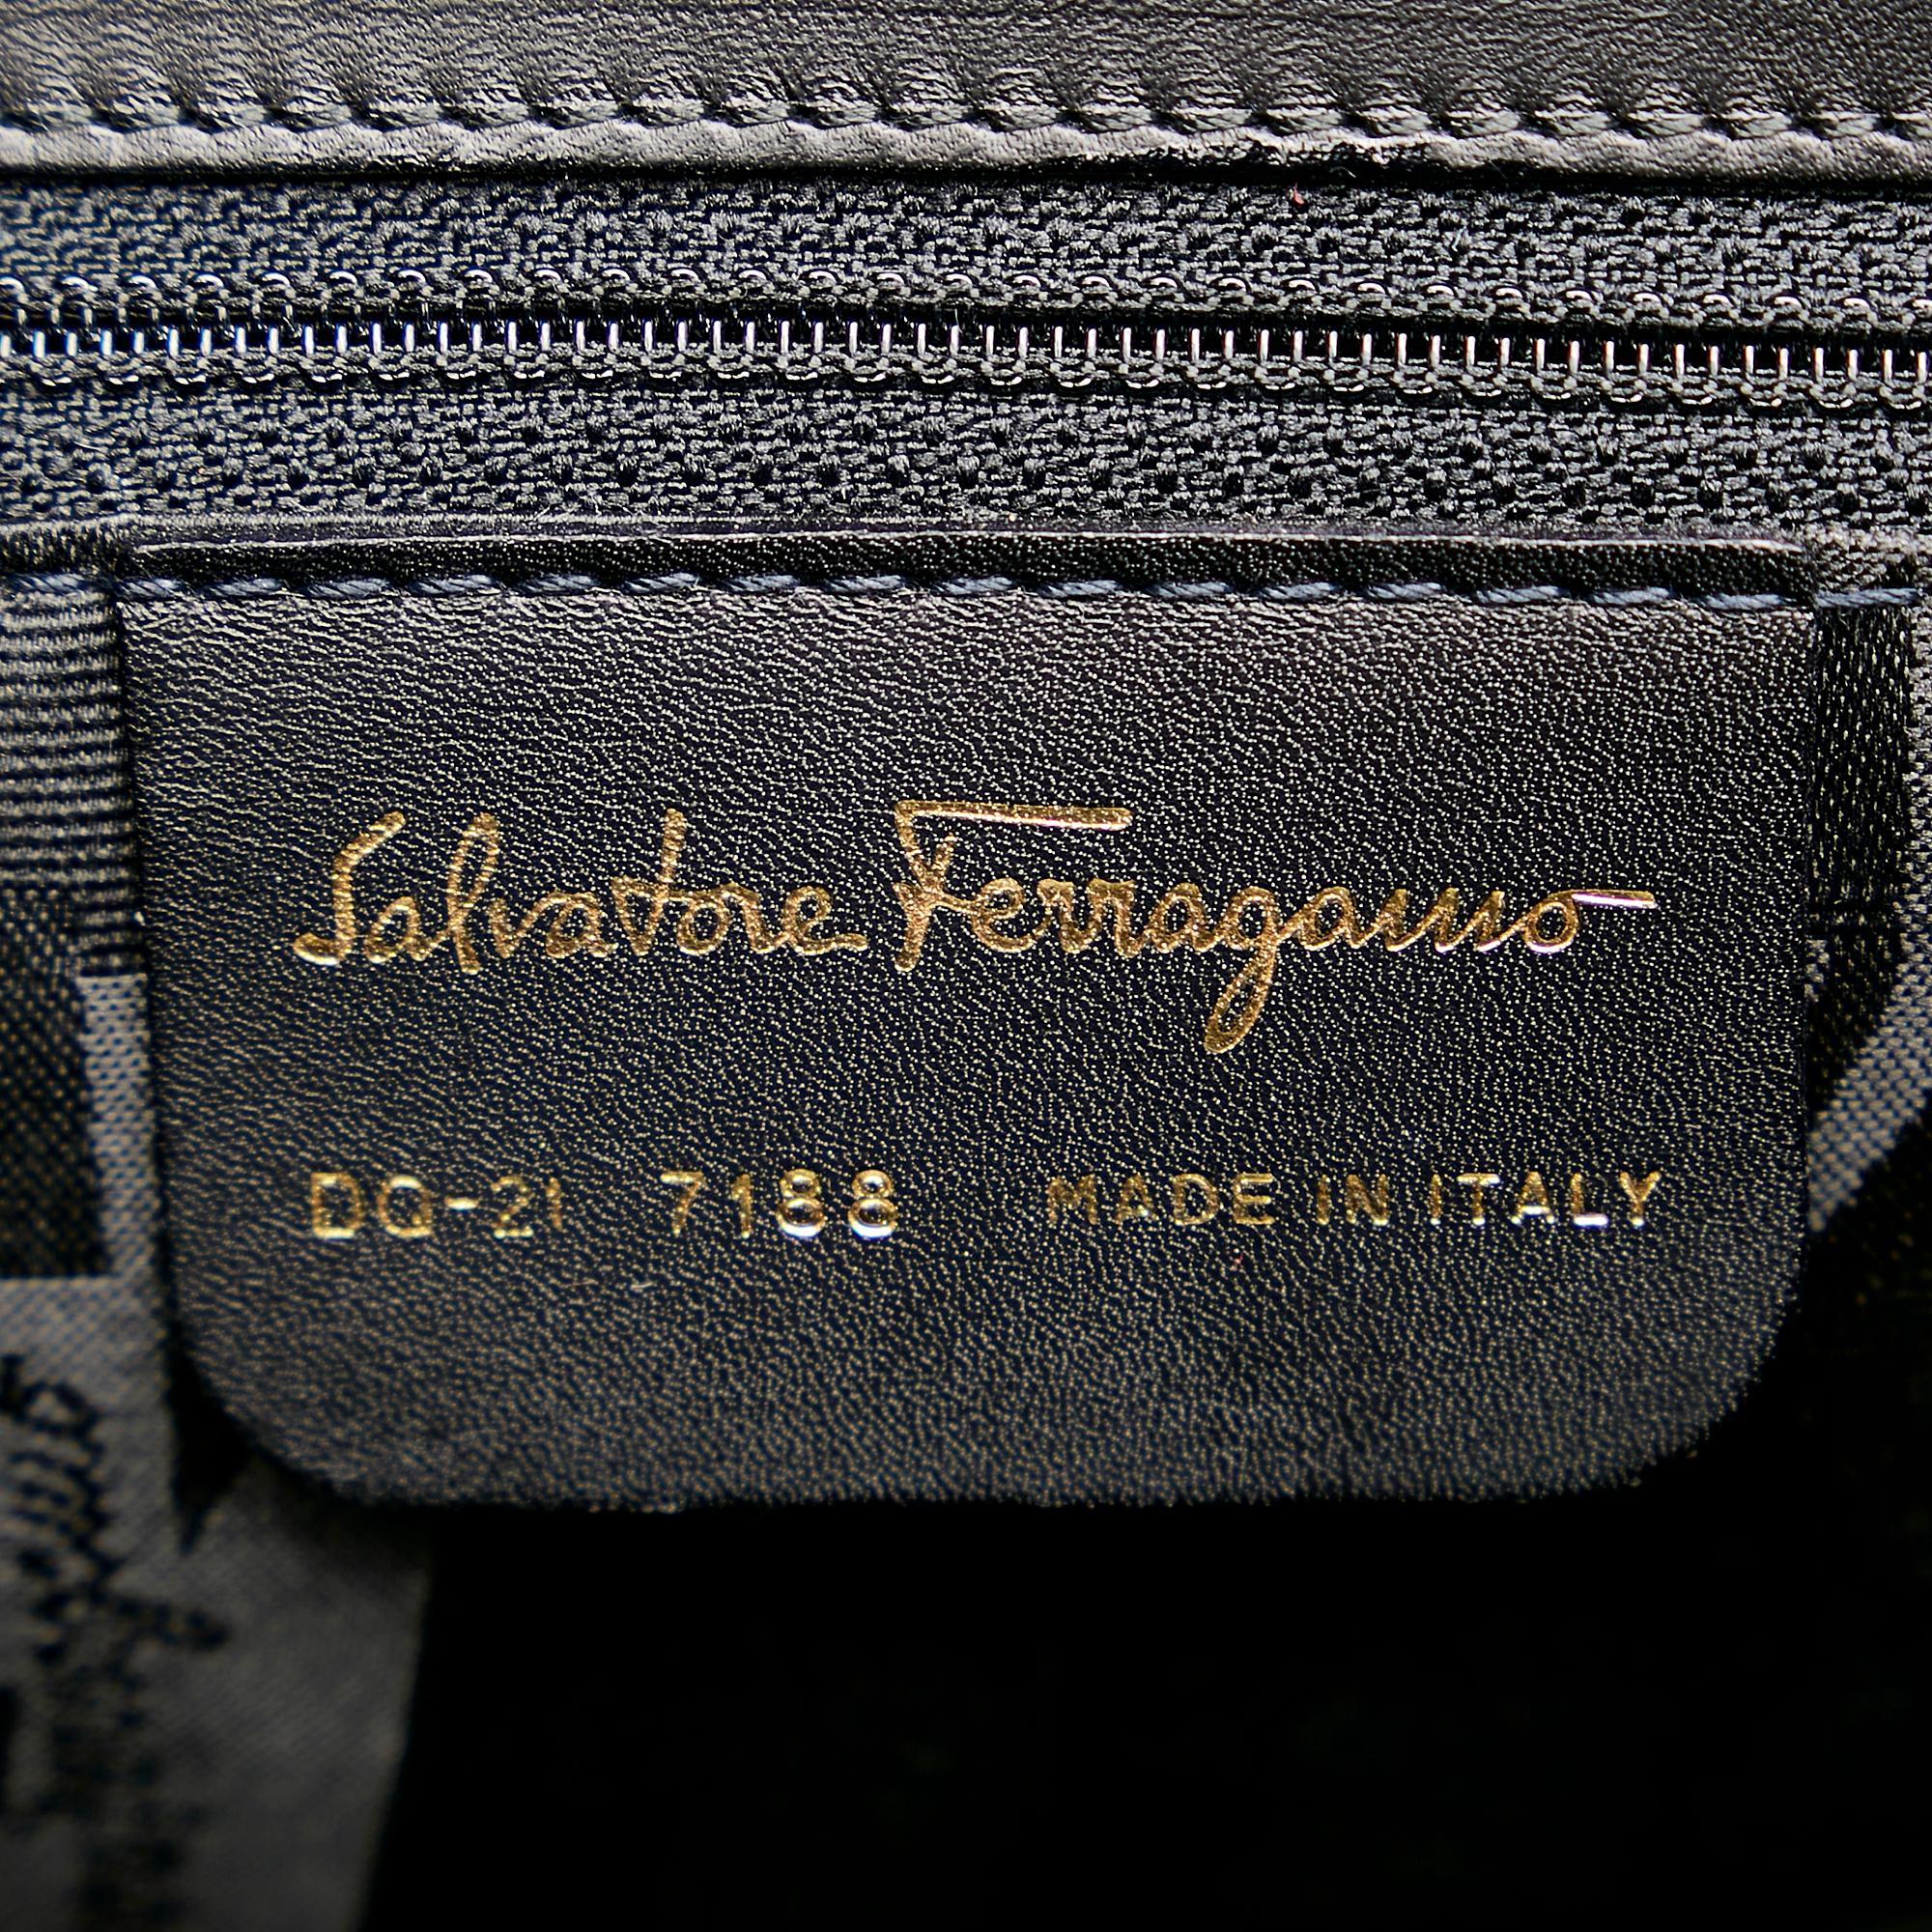 Salvatore Ferragamo
DQ-21 7188 MADE IN ITALY